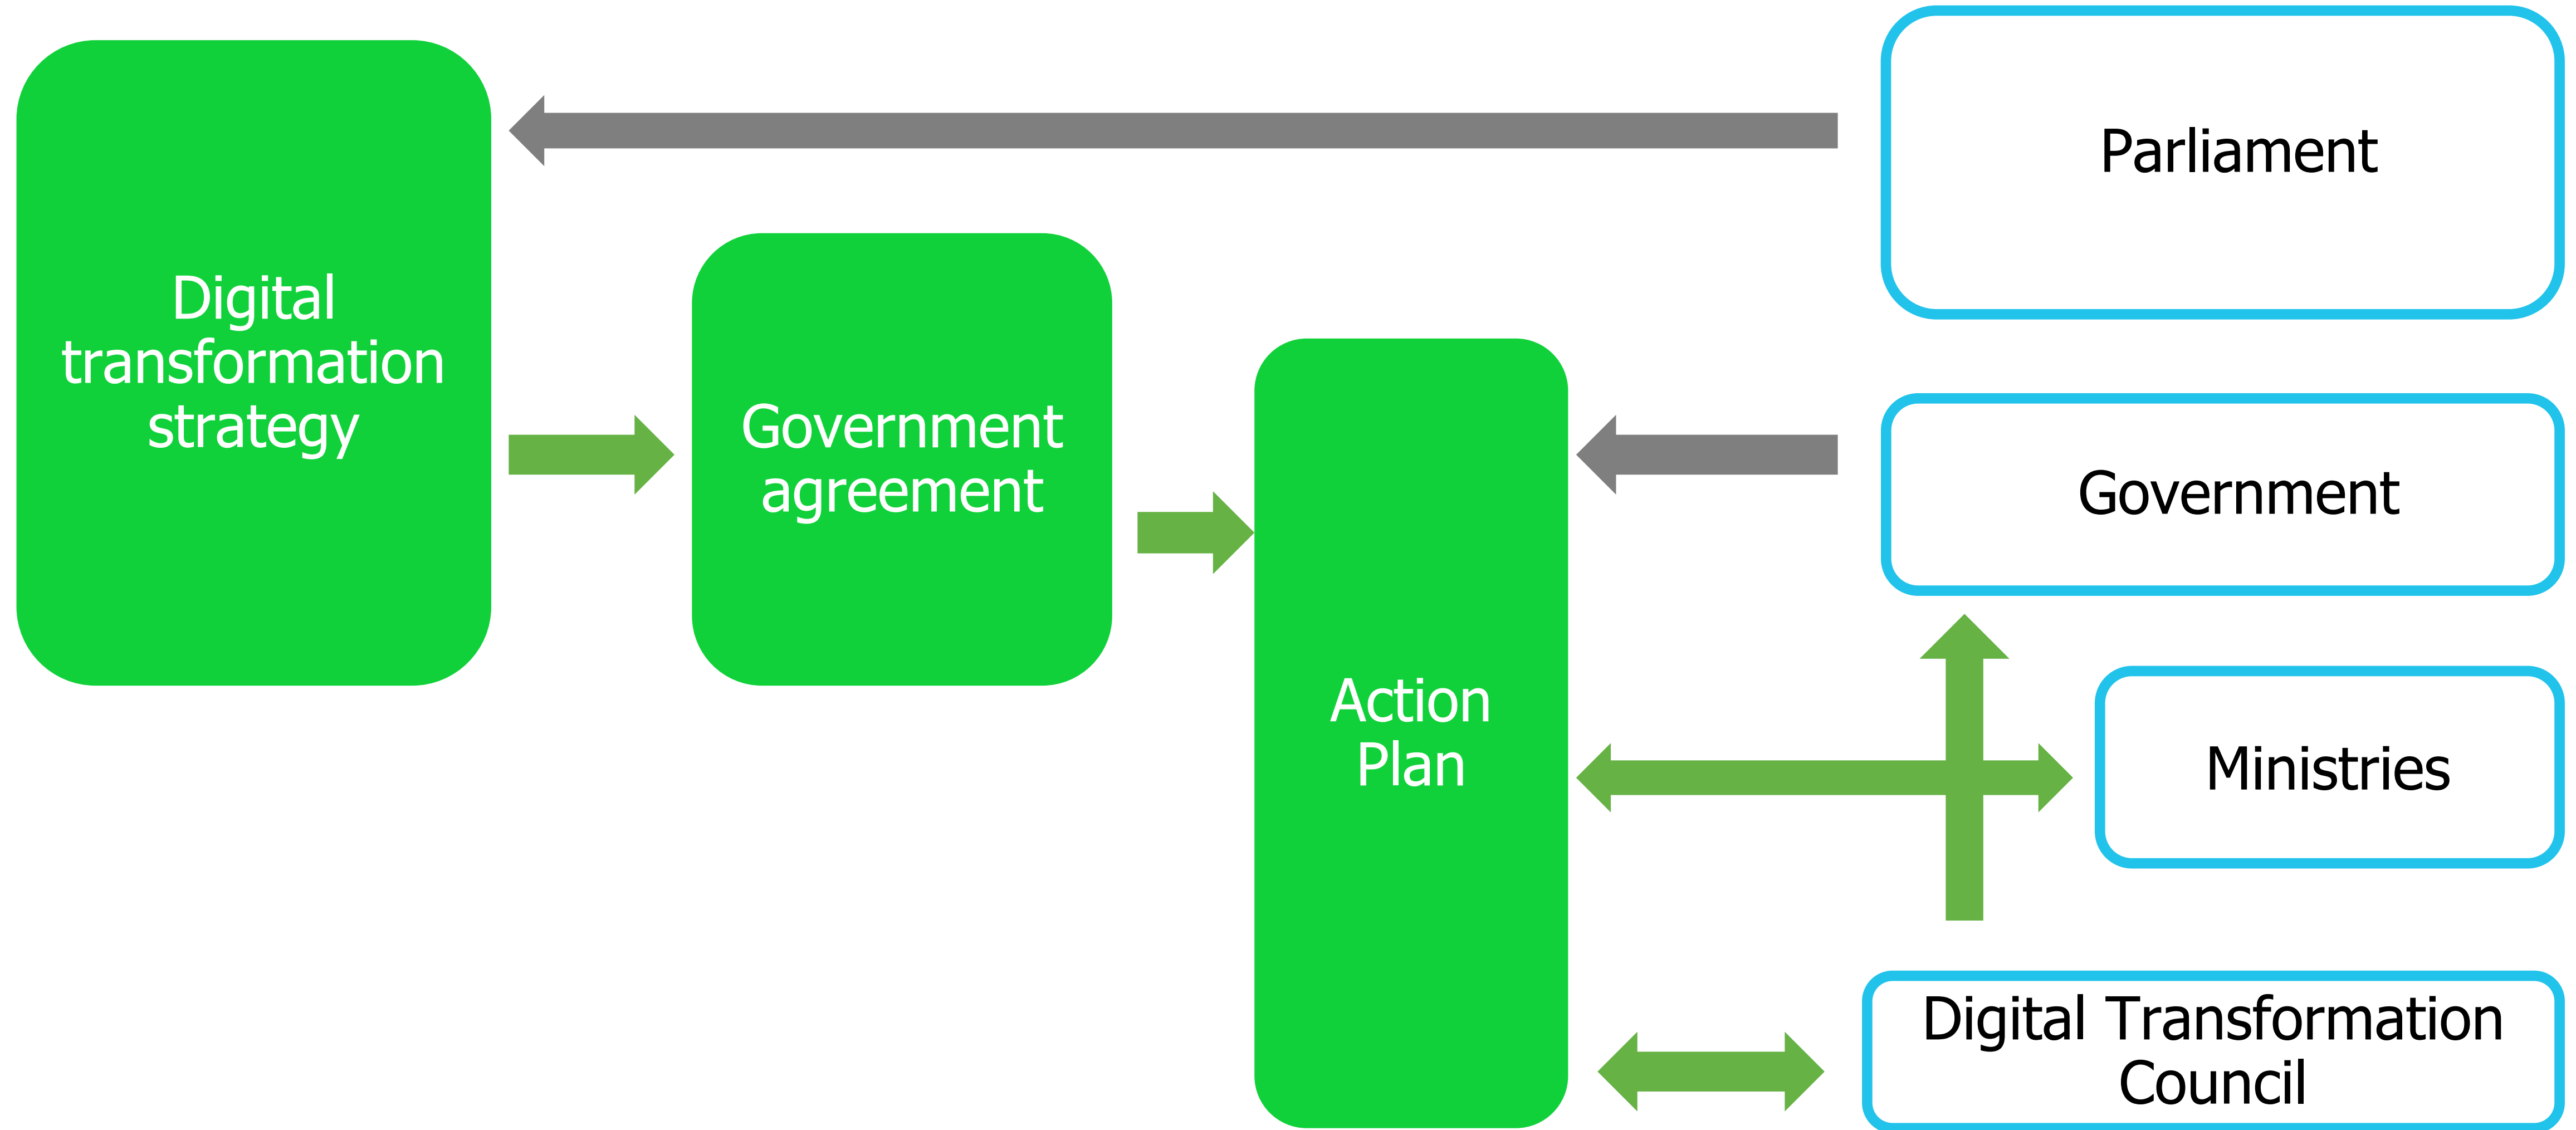 Digital
transformation
strategy
Government
agreement
Action
Plan
Parliament
Government
Ministries
Digital Transformation
Council